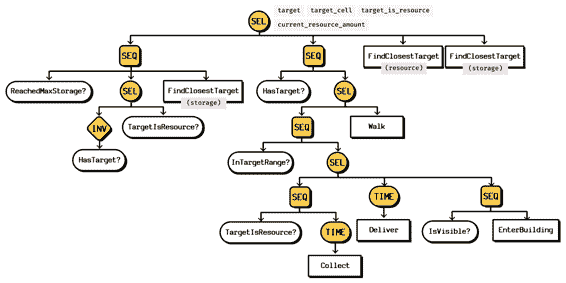 target target_cell target_is_resource
SEL
current_resource_amount
SEQ SEQ FindClosestTarget FindClosestTarget
(resource) (storage)
ReachedMaxStorage? SEL FindClosestTarget HasTarget? SEL
(storage)
INV TargetIsResource? SEQ Walk
HasTarget? InTargetRange? SEL
SEQ TIME SEQ
TargetIsResource? TIME Deliver IsVisible? EnterBuilding
Collect